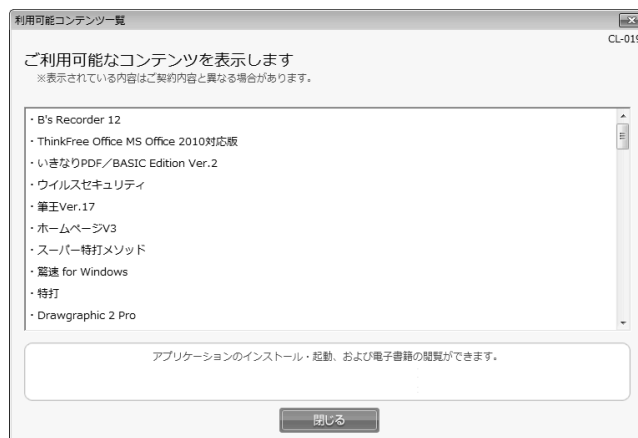 利用可能コンテンツ一覧
CL-019
ご利用可能なコンテンツを表示します
※表示されている内容はご契約内容と異なる場合があります。
・B's Recorder 12
・ThinkFree Office MS Office 2010対応版
・いきなりPDF／BASIC Edition Ver.2
・ウイルスセキュリティ
・筆王Ver.17
・ホームページV3
・スーパー特打メソッド
・驚速 for Windows
・特打
・Drawgraphic 2 Pro
アプリケーションのインストール・起動、および電子書籍の閲覧ができます。
閉じる